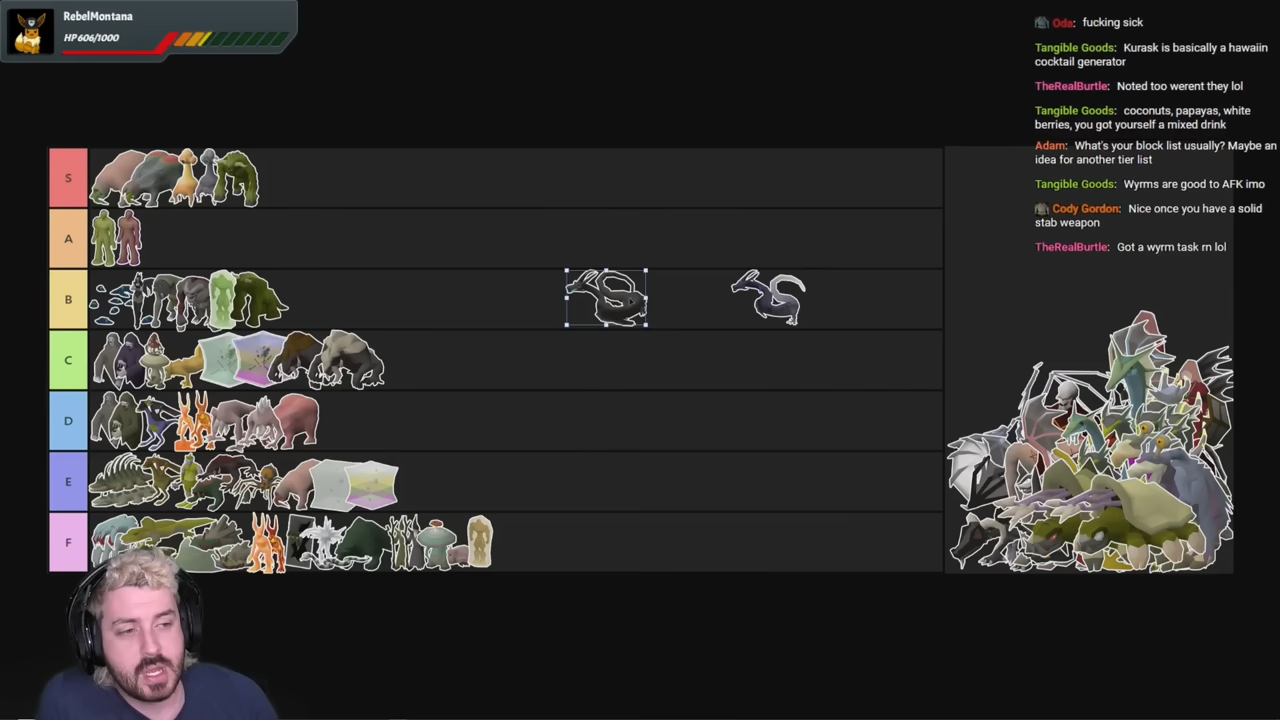 RebelMontana
HP 606/1000
Oda: fucking sick
Tangible Goods: Kurask is basically a hawaiin
cocktail generator
TheRealBurtle: Noted too werent they lol
Tangible Goods: coconuts, papayas, white
berries, you got yourself a mixed drink
Adam: What's your block list usually? Maybe an
idea for another tier list
Tangible Goods: Wyrms are good to AFK imo
Cody Gordon: Nice once you have a solid
stab weapon
TheRealBurtle: Got a wyrm task rn lol
S
A
B
C
D
E
F